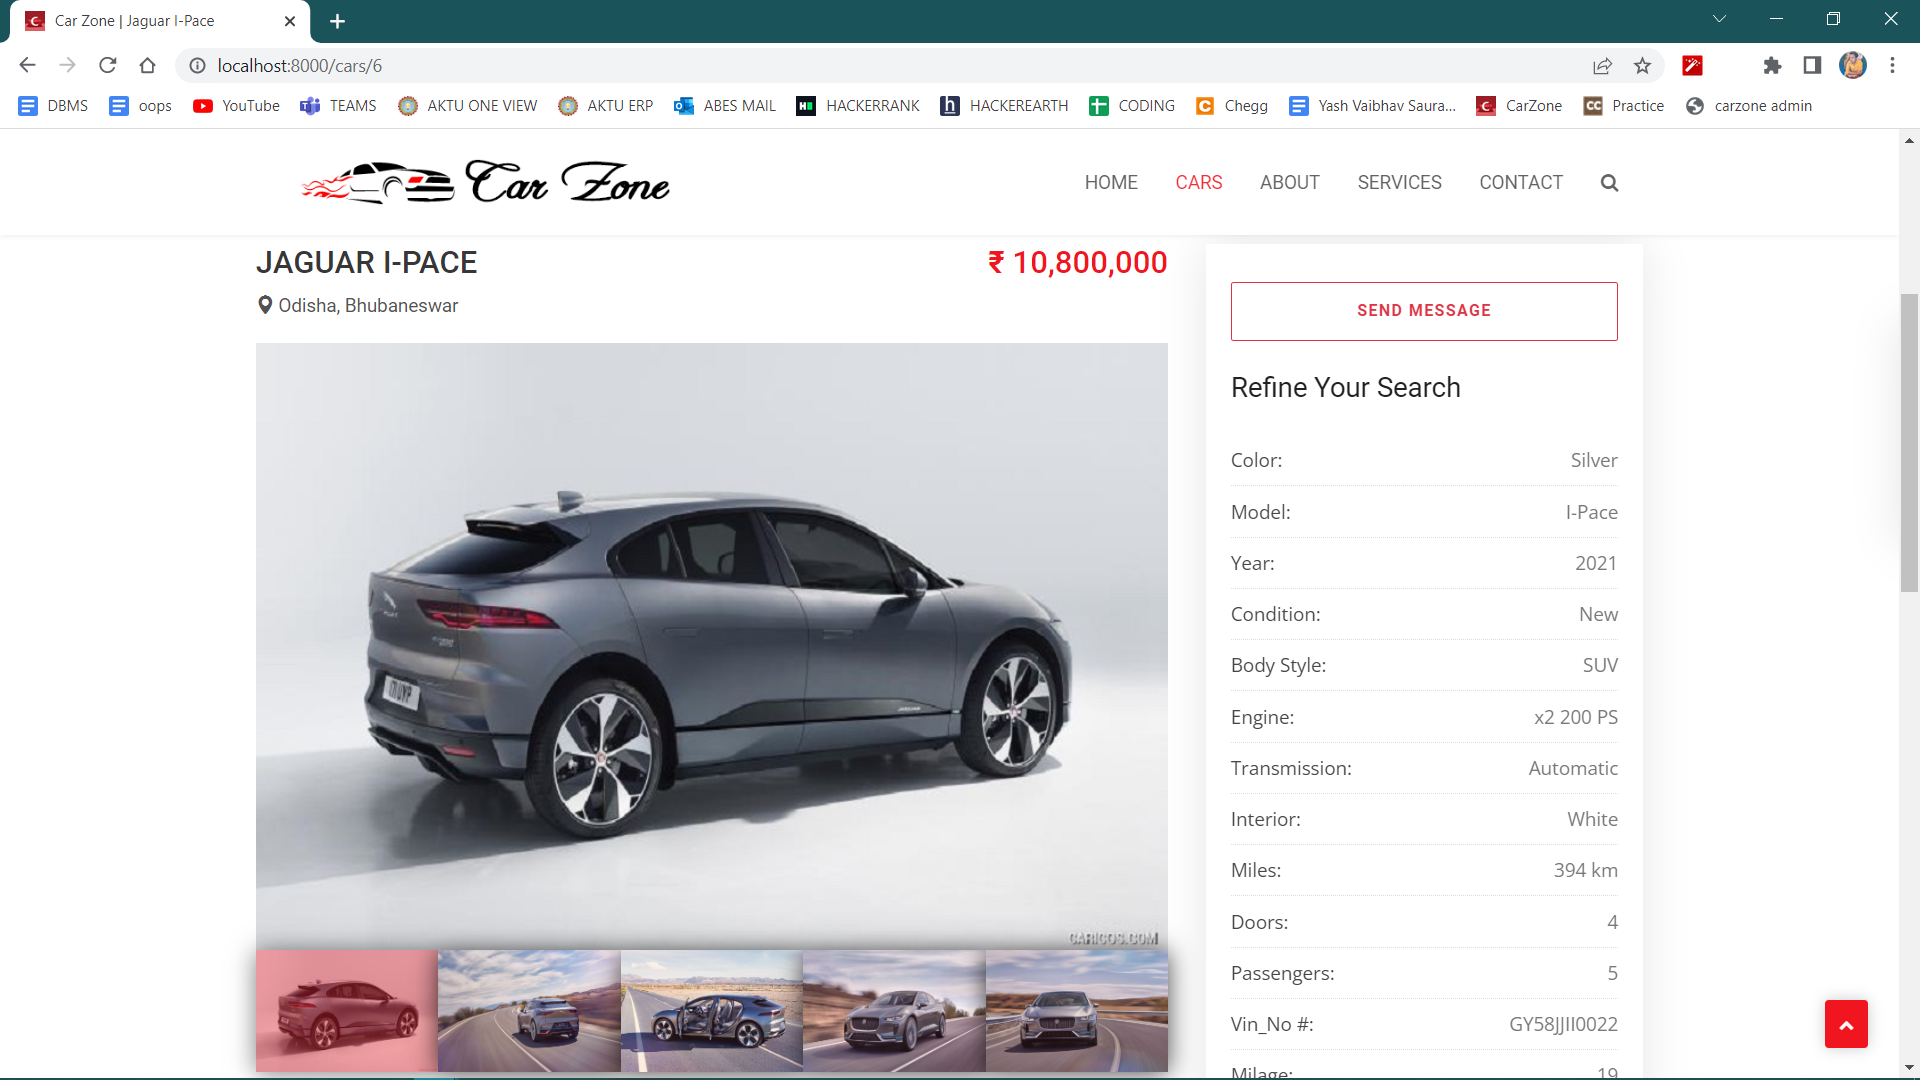 Car Zone | Jaguar I-Pace
localhost:8000/cars/6
DBMS oops YouTube TEAMS AKTU ONE VIEW AKTU ERP ABES MAIL HACKERRANK HACKEREARTH CODING Chegg Yash Vaibhav Saura... CarZone CC Practice carzone admin
Car Zone
HOME CARS ABOUT SERVICES CONTACT
JAGUAR I-PACE
₹ 10,800,000
Odisha, Bhubaneswar
CARICOS.COM
SEND MESSAGE
Refine Your Search
Color: Silver
Model: I-Pace
Year: 2021
Condition: New
Body Style: SUV
Engine: x2 200 PS
Transmission: Automatic
Interior: White
Miles: 394 km
Doors: 4
Passengers: 5
Vin_No #: GY58JJII0022
Milage: 19